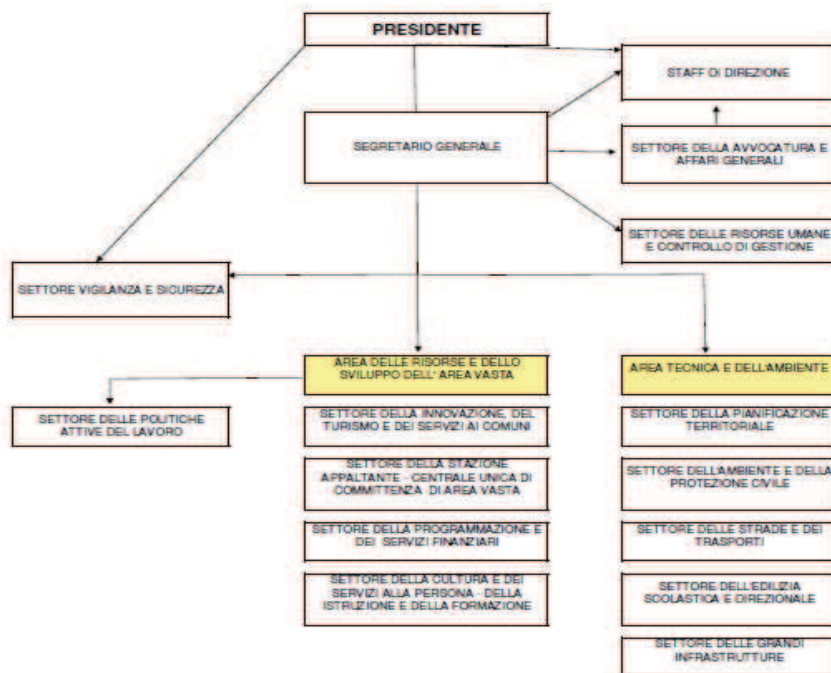 PRESIDENTE
STAFF DI DIREZIONE
SEGRETARIO GENERALE
SETTORE DELLA AVVOCATURA E
AFFARI GENERALI
SETTORE DELLE RISORSE UMANE
E CONTROLLO DI GESTIONE
SETTORE VIGILANZA E SICUREZZA
AREA DELLE RISORSE E DELLO
SVILUPPO DELL' AREA VASTA
AREA TECNICA E DELL'AMBIENTE
SETTORE DELLE POLITICHE
ATTIVE DEL LAVORO
SETTORE DELLA INNOVAZIONE, DEL
TURISMO E DEI SERVIZI AI COMUNI
SETTORE DELLA STAZIONE
APPALTANTE - CENTRALE UNICA DI
COMMITTENZA DI AREA VASTA
SETTORE DELLA PROGRAMMAZIONE E
DEI SERVIZI FINANZIARI
SETTORE DELLA CULTURA E DEI
SERVIZI ALLA PERSONA - DELLA
ISTRUZIONE E DELLA FORMAZIONE
SETTORE DELLA PIANIFICAZIONE
TERRITORIALE
SETTORE DELL'AMBIENTE E DELLA
PROTEZIONE CIVILE
SETTORE DELLE STRADE E DEI
TRASPORTI
SETTORE DELL'EDILIZIA
SCOLASTICA E DIREZIONALE
SETTORE DELLE GRANDI
INFRASTRUTTURE